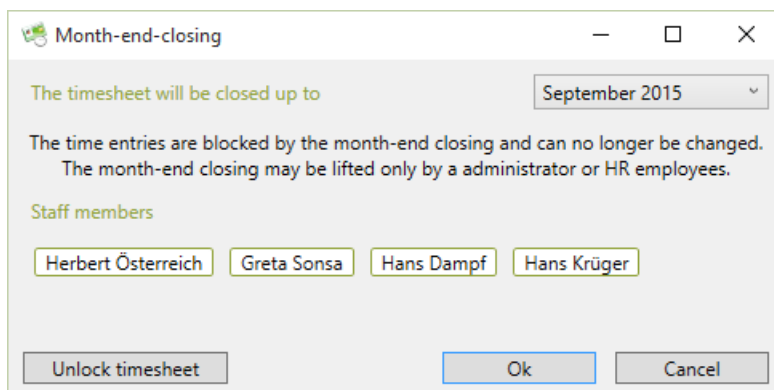 Month-end-closing
The timesheet will be closed up to September 2015
The time entries are blocked by the month-end closing and can no longer be changed.
The month-end closing may be lifted only by a administrator or HR employees.
Staff members
Herbert Österreich Greta Sonsa Hans Dampf Hans Krüger
Unlock timesheet Ok Cancel